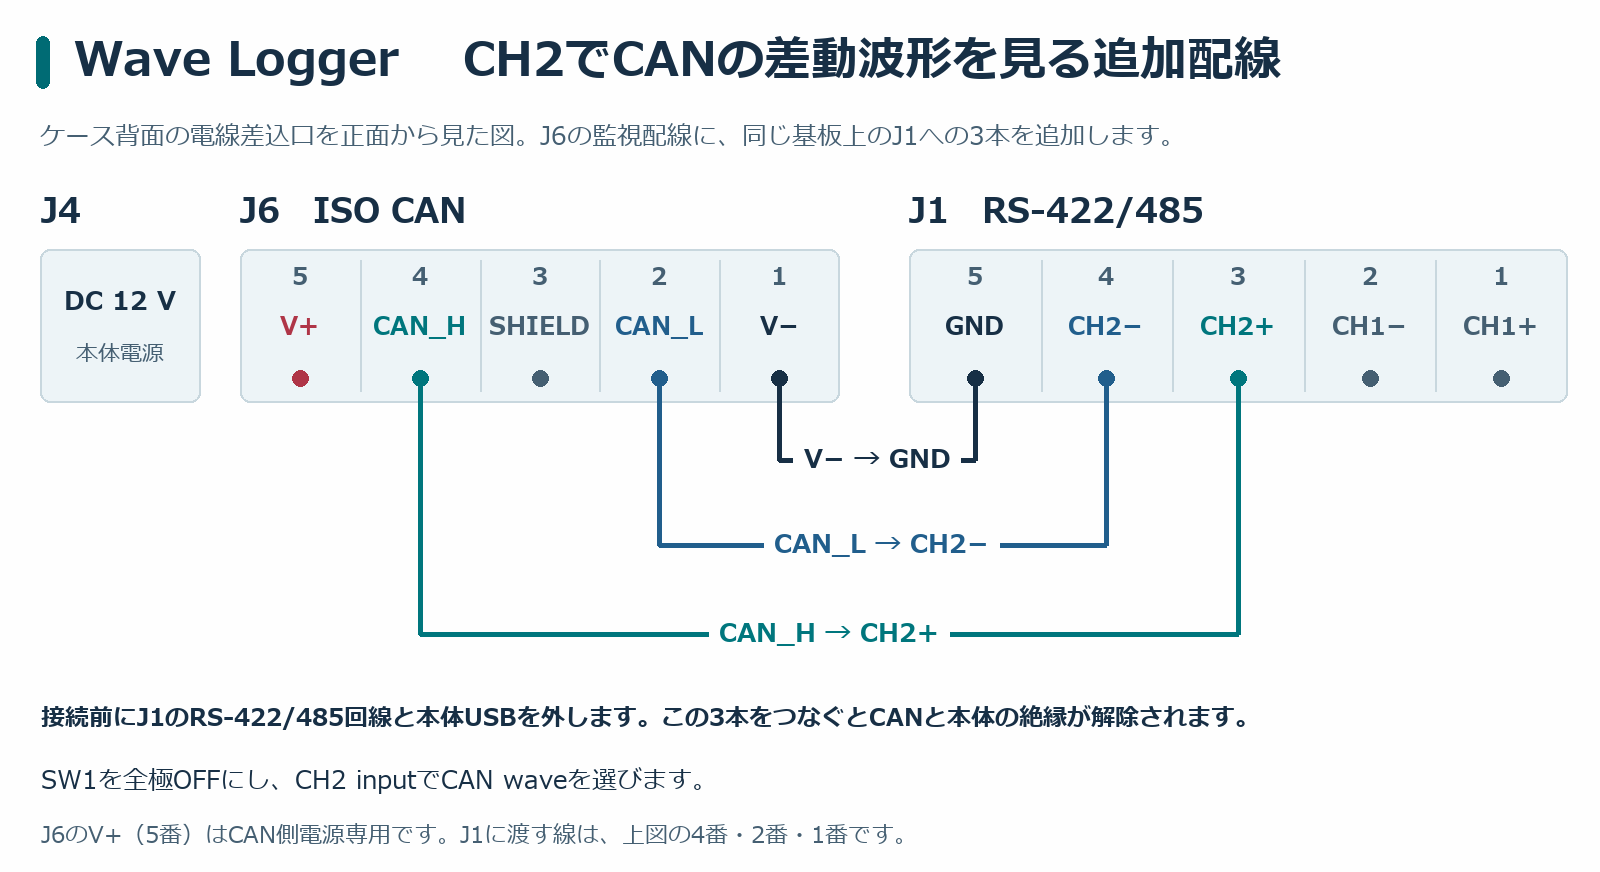 Wave Logger　CH2でCANの差動波形を見る追加配線
ケース背面の電線差込口を正面から見た図。J6の監視配線に、同じ基板上のJ1への3本を追加します。
J4
J6　ISO CAN
J1　RS-422/485
DC 12 V
本体電源
5 4 3 2 1
V+ CAN_H SHIELD CAN_L V−
5 4 3 2 1
GND CH2− CH2+ CH1− CH1+
V− → GND
CAN_L → CH2−
CAN_H → CH2+
接続前にJ1のRS-422/485回線と本体USBを外します。この3本をつなぐとCANと本体の絶縁が解除されます。
SW1を全極OFFにし、CH2 inputでCAN waveを選びます。
J6のV+（5番）はCAN側電源専用です。J1に渡す線は、上図の4番・2番・1番です。